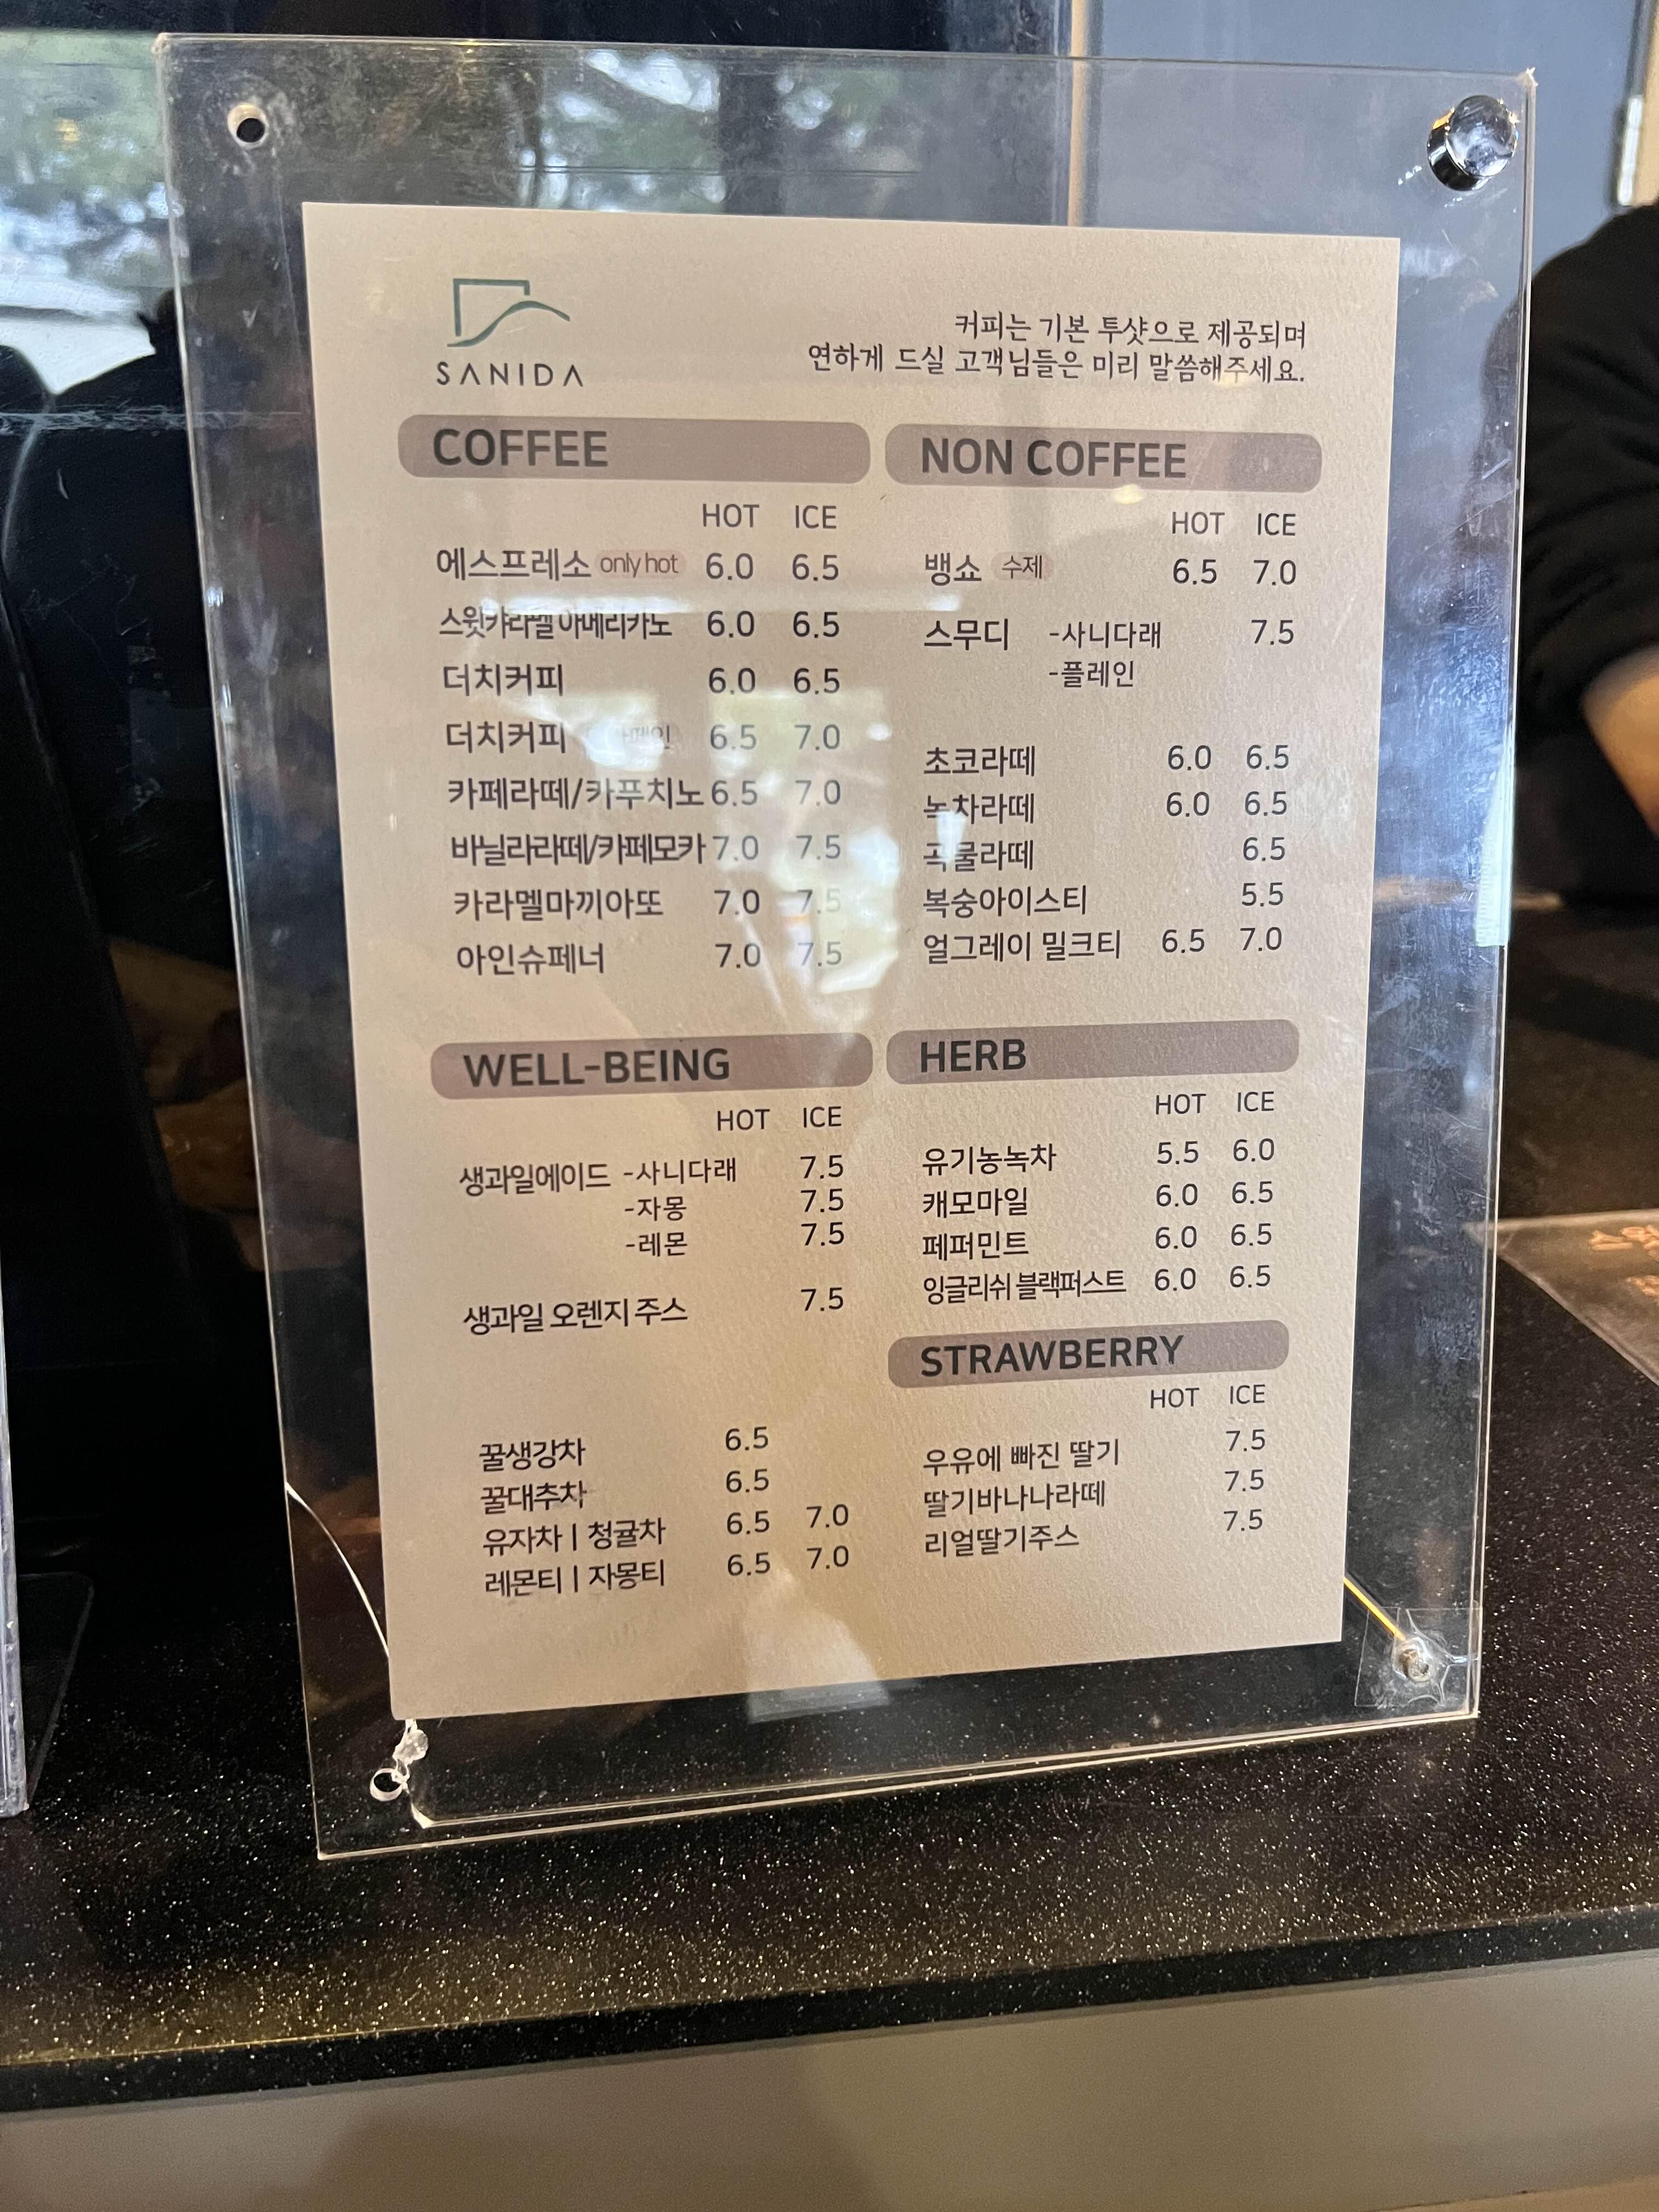 SANIDA
커피는 기본 투샷으로 제공되며
연하게 드실 고객님들은 미리 말씀해주세요.
COFFEE
HOT ICE
에스프레소 only hot 6.0 6.5
스윗카라멜 아메리카노 6.0 6.5
더치커피 6.0 6.5
더치커피 6.5 7.0
카페라떼/카푸치노 6.5 7.0
바닐라라떼/카페모카 7.0 7.5
카라멜마끼아또 7.0 7.5
아인슈페너 7.0 7.5
NON COFFEE
HOT ICE
뱅쇼 수제 6.5 7.0
스무디 -사니다래 7.5
-플레인
초코라떼 6.0 6.5
녹차라떼 6.0 6.5
곡물라떼 6.5
복숭아이스티 5.5
얼그레이 밀크티 6.5 7.0
WELL-BEING
HOT ICE
생과일에이드 -사니다래 7.5
-자몽 7.5
-레몬 7.5
생과일 오렌지 주스 7.5
꿀생강차 6.5
꿀대추차 6.5
유자차 | 청귤차 6.5 7.0
레몬티 | 자몽티 6.5 7.0
HERB
HOT ICE
유기농녹차 5.5 6.0
캐모마일 6.0 6.5
페퍼민트 6.0 6.5
잉글리쉬 블랙퍼스트 6.0 6.5
STRAWBERRY
HOT ICE
우유에 빠진 딸기 7.5
딸기바나나라떼 7.5
리얼딸기주스 7.5